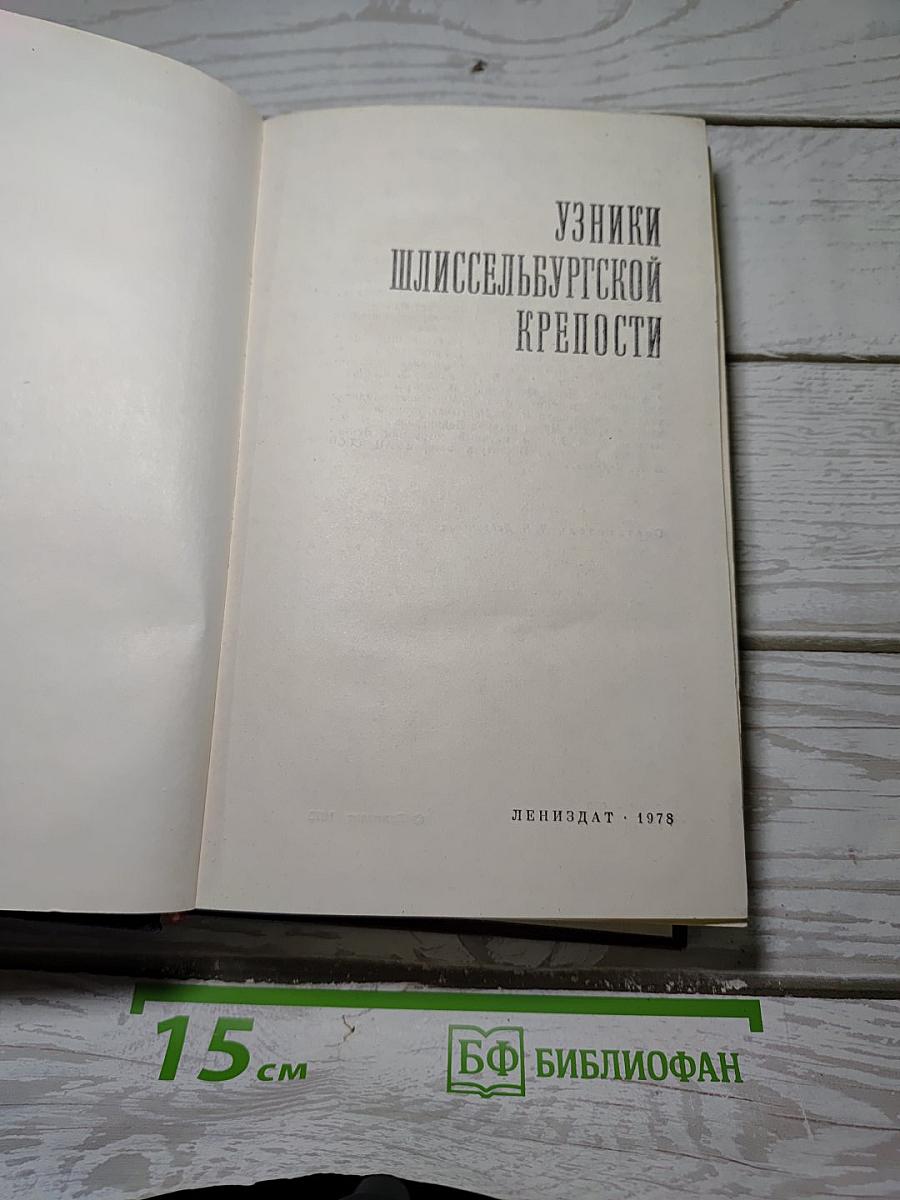 УЗНИКИ
ШЛИССЕЛЬБУРГСКОЙ
КРЕПОСТИ
ЛЕНИЗДАТ · 1978
15 см
БФ БИБЛИОФАН